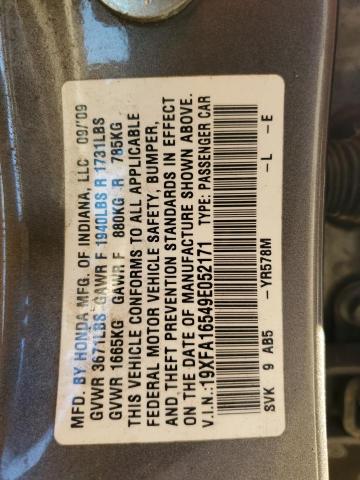 MFD. BY HONDA MFG. OF INDIANA, LLC 09/'09
GVWR 3671LBS GAWR F 1940LBS R 1731LBS
GVWR 1665KG GAWR F 880KG R 785KG
THIS VEHICLE CONFORMS TO ALL APPLICABLE
FEDERAL MOTOR VEHICLE SAFETY, BUMPER,
AND THEFT PREVENTION STANDARDS IN EFFECT
ON THE DATE OF MANUFACTURE SHOWN ABOVE.
V.I.N.:19XFA16549E052171 TYPE: PASSENGER CAR
SVK 9 AB5 -YR578M -L -E